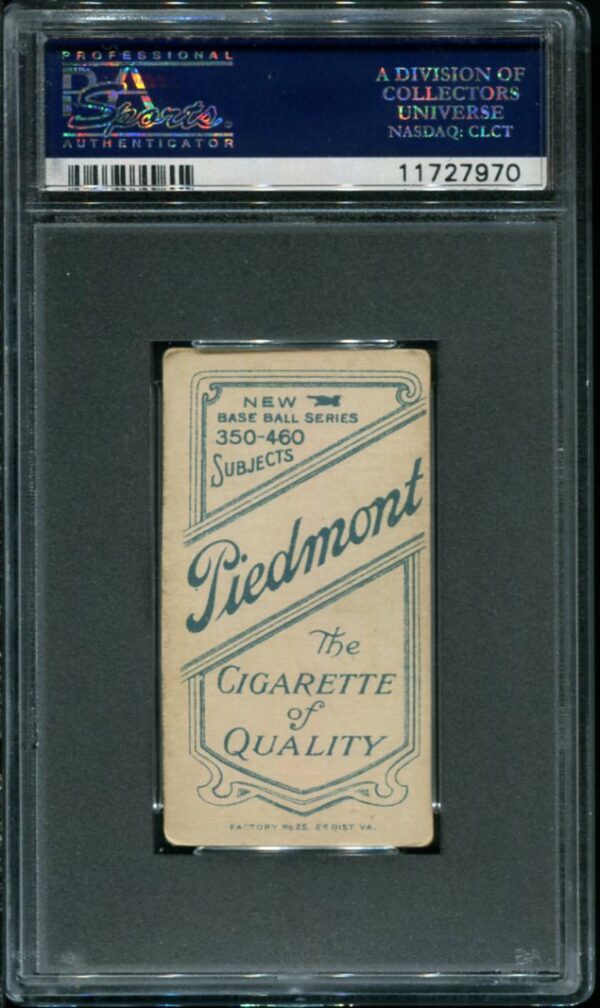 PROFESSIONAL
PSA
Sports
AUTHENTICATOR
A DIVISION OF
COLLECTORS
UNIVERSE
NASDAQ: CLCT
11727970
NEW
BASE BALL SERIES
350-460
SUBJECTS
Piedmont
The
CIGARETTE
of
QUALITY
FACTORY No 25, 2d DIST. VA.